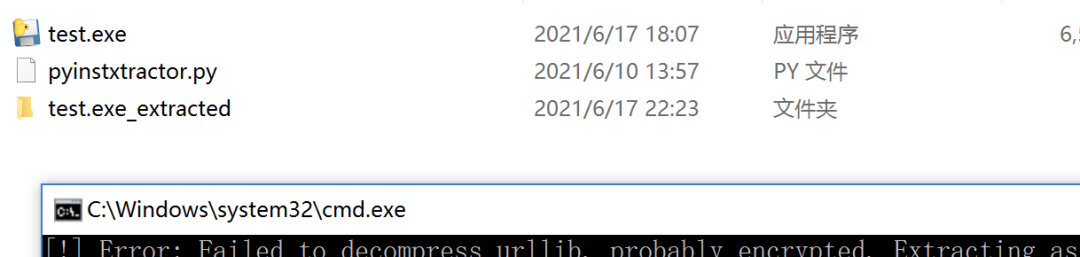 test.exe 2021/6/17 18:07 应用程序 6,
pyinstxtractor.py 2021/6/10 13:57 PY 文件
test.exe_extracted 2021/6/17 22:23 文件夹
C:\Windows\system32\cmd.exe
[!] Error: Failed to decompress urllib, probably encrypted. Extracting as